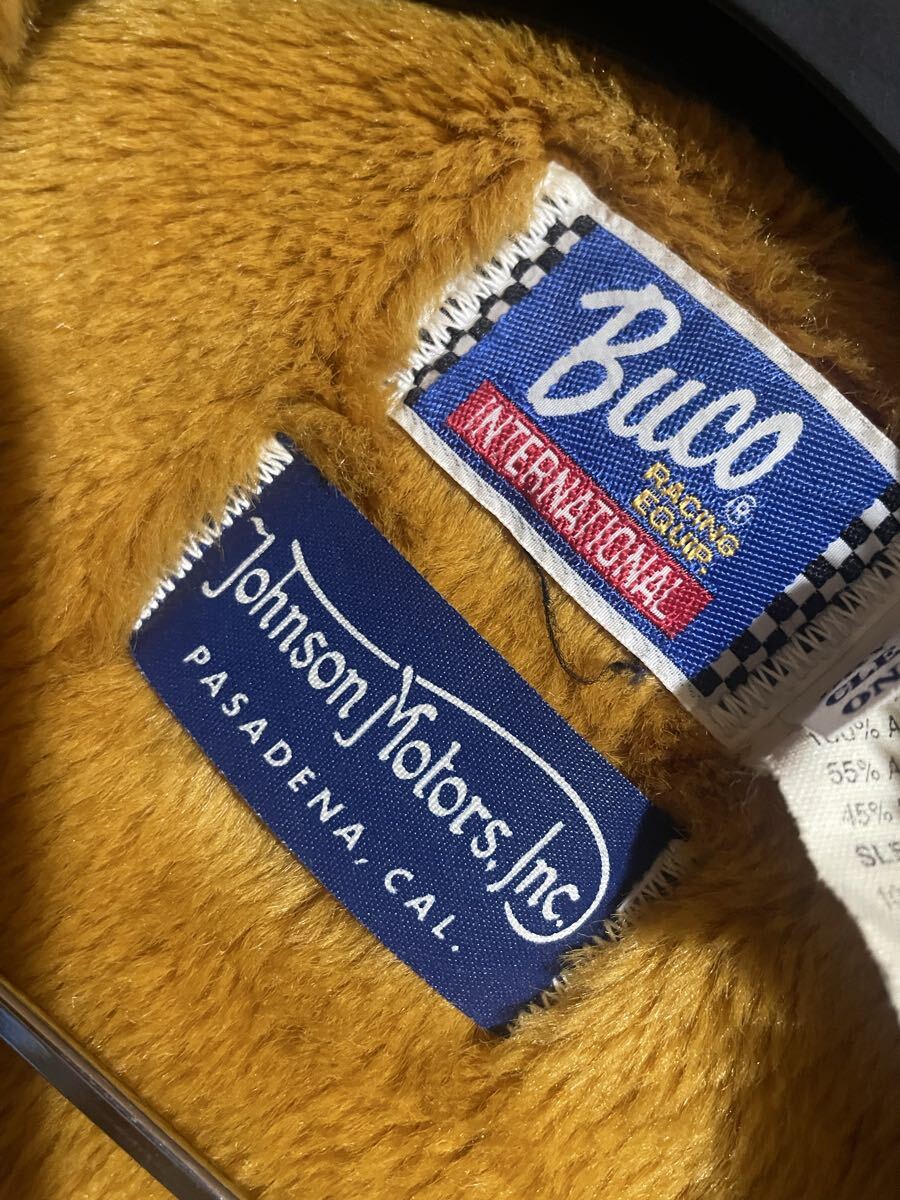 Buco®
RACING
EQUIP.
INTERNATIONAL
Johnson Motors, Inc.
PASADENA, CAL.
55%
45%